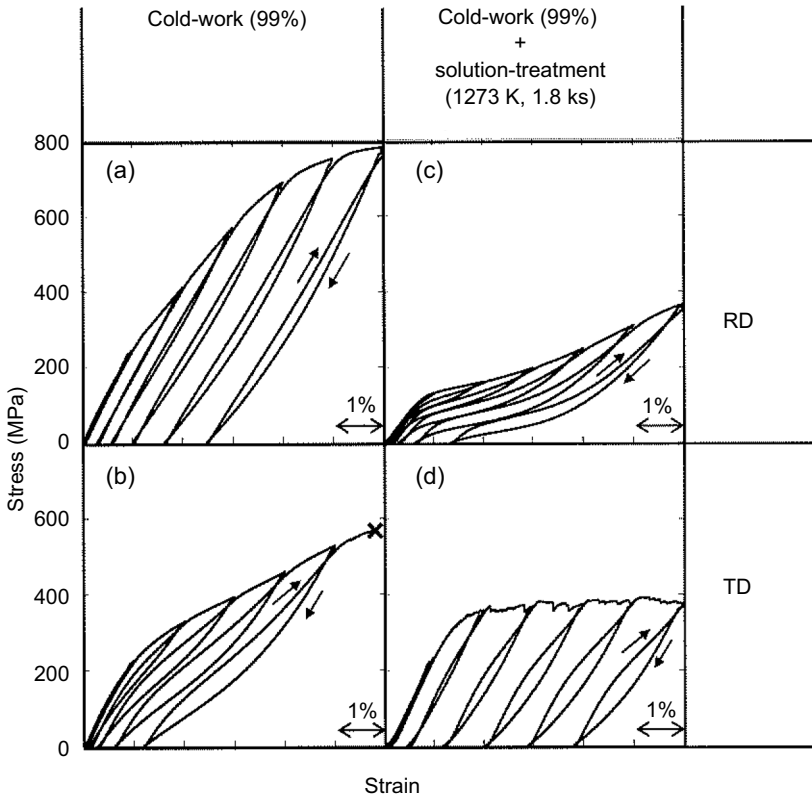 Cold-work (99%)
Cold-work (99%)
+
solution-treatment
(1273 K, 1.8 ks)
800
600
400
200
0
(a)
1%
(c)
1%
RD
600
400
200
0
(b)
1%
(d)
1%
TD
Stress (MPa)
Strain